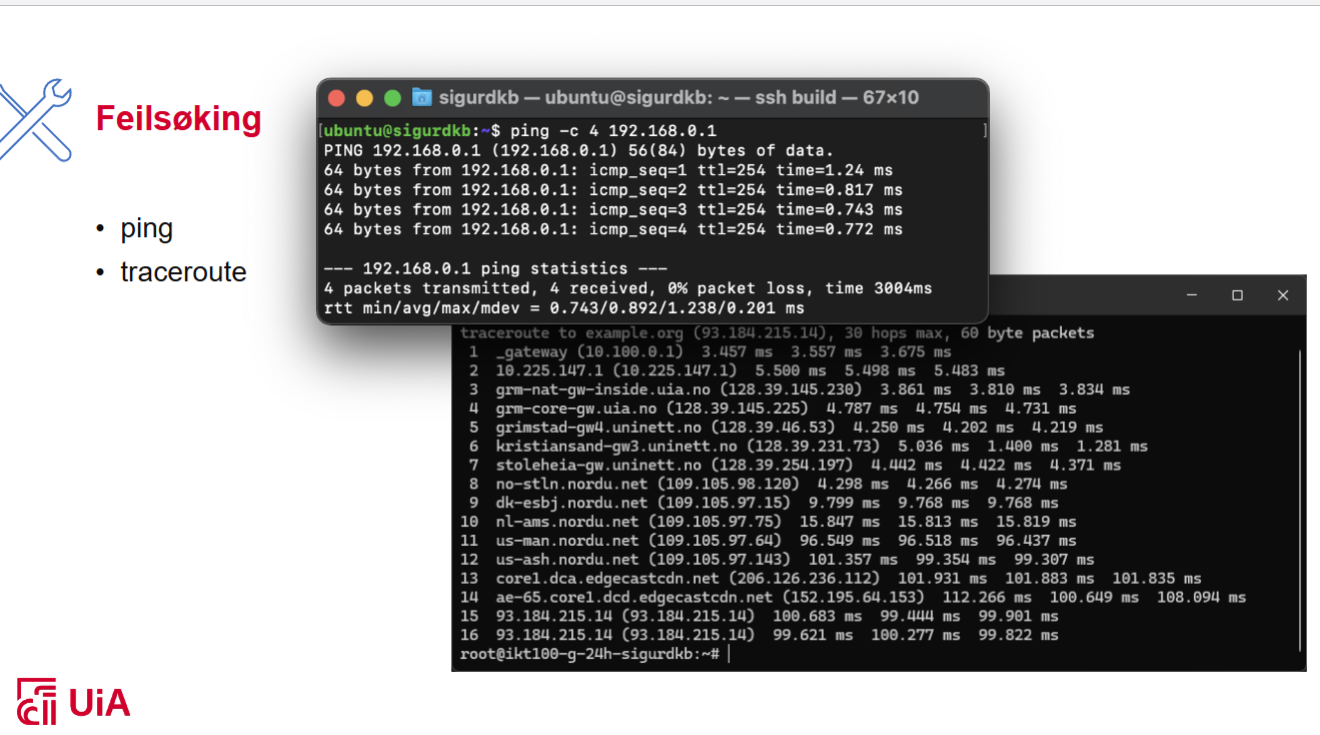 Feilsøking
• ping
• traceroute
sigurdkb — ubuntu@sigurdkb: ~ — ssh build — 67×10
[ubuntu@sigurdkb:~$ ping -c 4 192.168.0.1 ]
PING 192.168.0.1 (192.168.0.1) 56(84) bytes of data.
64 bytes from 192.168.0.1: icmp_seq=1 ttl=254 time=1.24 ms
64 bytes from 192.168.0.1: icmp_seq=2 ttl=254 time=0.817 ms
64 bytes from 192.168.0.1: icmp_seq=3 ttl=254 time=0.743 ms
64 bytes from 192.168.0.1: icmp_seq=4 ttl=254 time=0.772 ms
--- 192.168.0.1 ping statistics ---
4 packets transmitted, 4 received, 0% packet loss, time 3004ms
rtt min/avg/max/mdev = 0.743/0.892/1.238/0.201 ms
traceroute to example.org (93.184.215.14), 30 hops max, 60 byte packets
1 _gateway (10.100.0.1) 3.457 ms 3.557 ms 3.675 ms
2 10.225.147.1 (10.225.147.1) 5.500 ms 5.498 ms 5.483 ms
3 grm-nat-gw-inside.uia.no (128.39.145.230) 3.861 ms 3.810 ms 3.834 ms
4 grm-core-gw.uia.no (128.39.145.225) 4.787 ms 4.754 ms 4.731 ms
5 grimstad-gw4.uninett.no (128.39.46.53) 4.250 ms 4.202 ms 4.219 ms
6 kristiansand-gw3.uninett.no (128.39.231.73) 5.036 ms 1.400 ms 1.281 ms
7 stoleheia-gw.uninett.no (128.39.254.197) 4.442 ms 4.422 ms 4.371 ms
8 no-stln.nordu.net (109.105.98.120) 4.298 ms 4.266 ms 4.274 ms
9 dk-esbj.nordu.net (109.105.97.15) 9.799 ms 9.768 ms 9.768 ms
10 nl-ams.nordu.net (109.105.97.75) 15.847 ms 15.813 ms 15.819 ms
11 us-man.nordu.net (109.105.97.64) 96.549 ms 96.518 ms 96.437 ms
12 us-ash.nordu.net (109.105.97.143) 101.357 ms 99.354 ms 99.307 ms
13 core1.dca.edgecastcdn.net (206.126.236.112) 101.931 ms 101.883 ms 101.835 ms
14 ae-65.core1.dcd.edgecastcdn.net (152.195.64.153) 112.266 ms 100.649 ms 108.094 ms
15 93.184.215.14 (93.184.215.14) 100.683 ms 99.444 ms 99.901 ms
16 93.184.215.14 (93.184.215.14) 99.621 ms 100.277 ms 99.822 ms
root@ikt100-g-24h-sigurdkb:~#
UiA